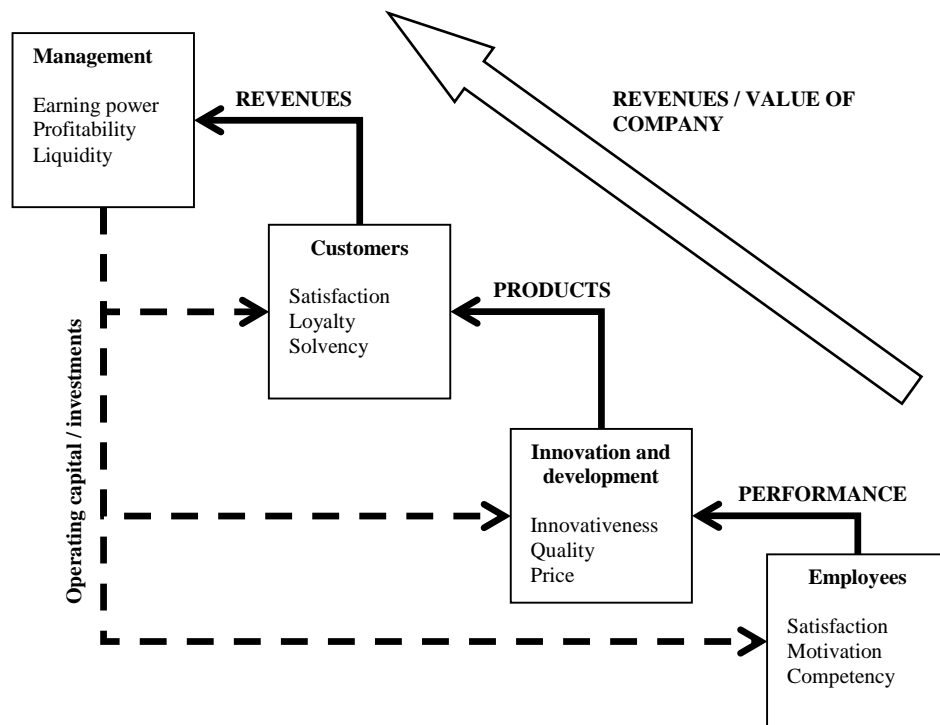 Management
Earning power
Profitability
Liquidity
REVENUES
REVENUES / VALUE OF
COMPANY
Customers
Satisfaction
Loyalty
Solvency
PRODUCTS
Operating capital / investments
Innovation and
development
Innovativeness
Quality
Price
PERFORMANCE
Employees
Satisfaction
Motivation
Competency